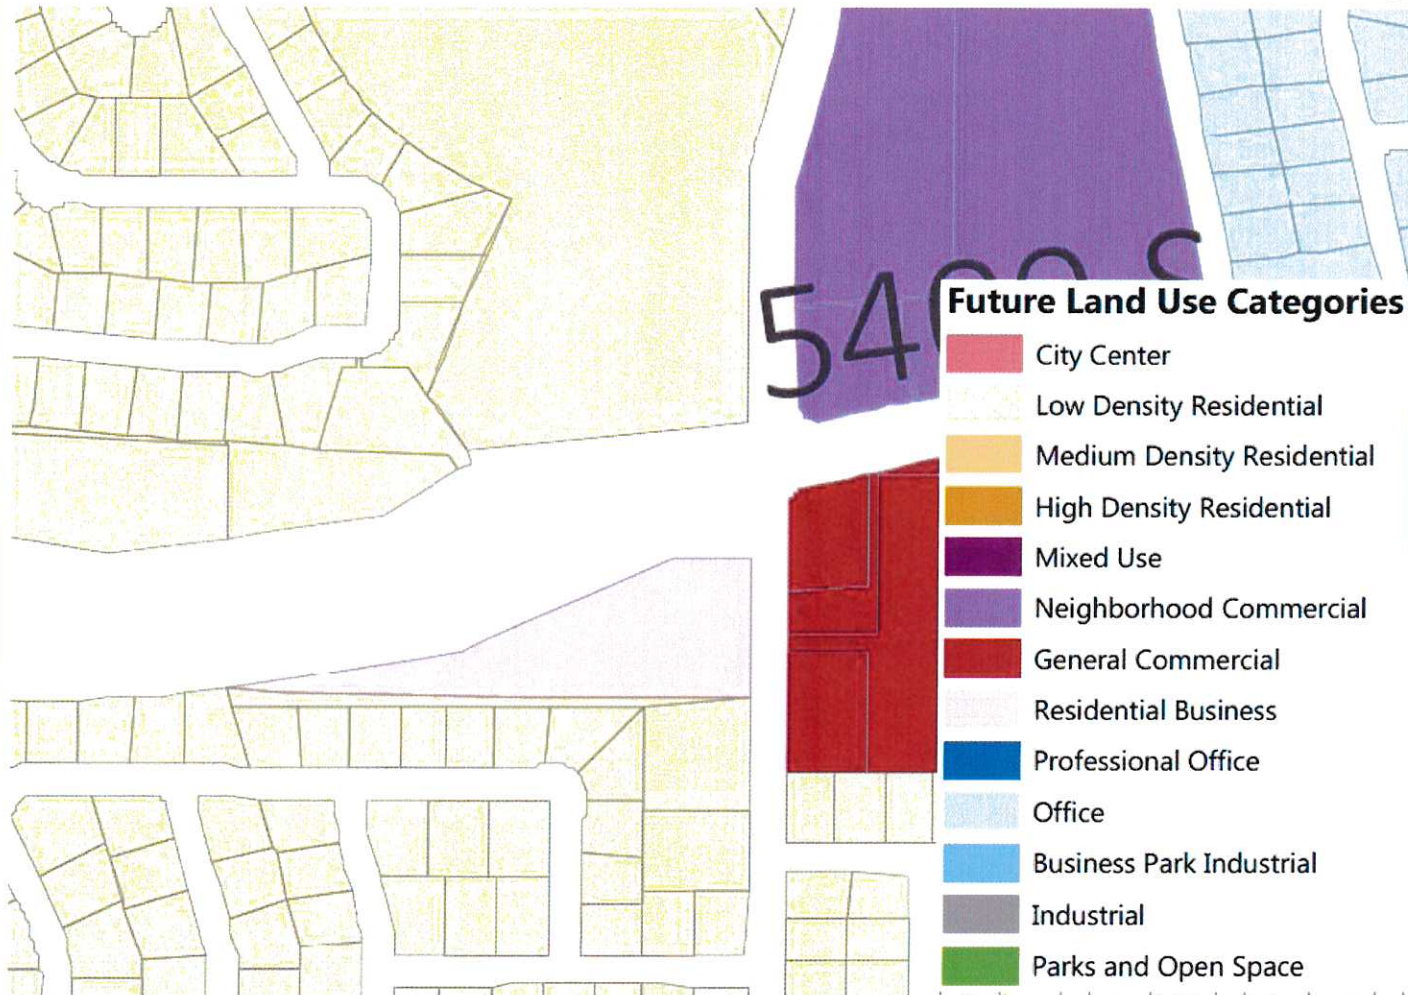 5400 S
Future Land Use Categories
City Center
Low Density Residential
Medium Density Residential
High Density Residential
Mixed Use
Neighborhood Commercial
General Commercial
Residential Business
Professional Office
Office
Business Park Industrial
Industrial
Parks and Open Space